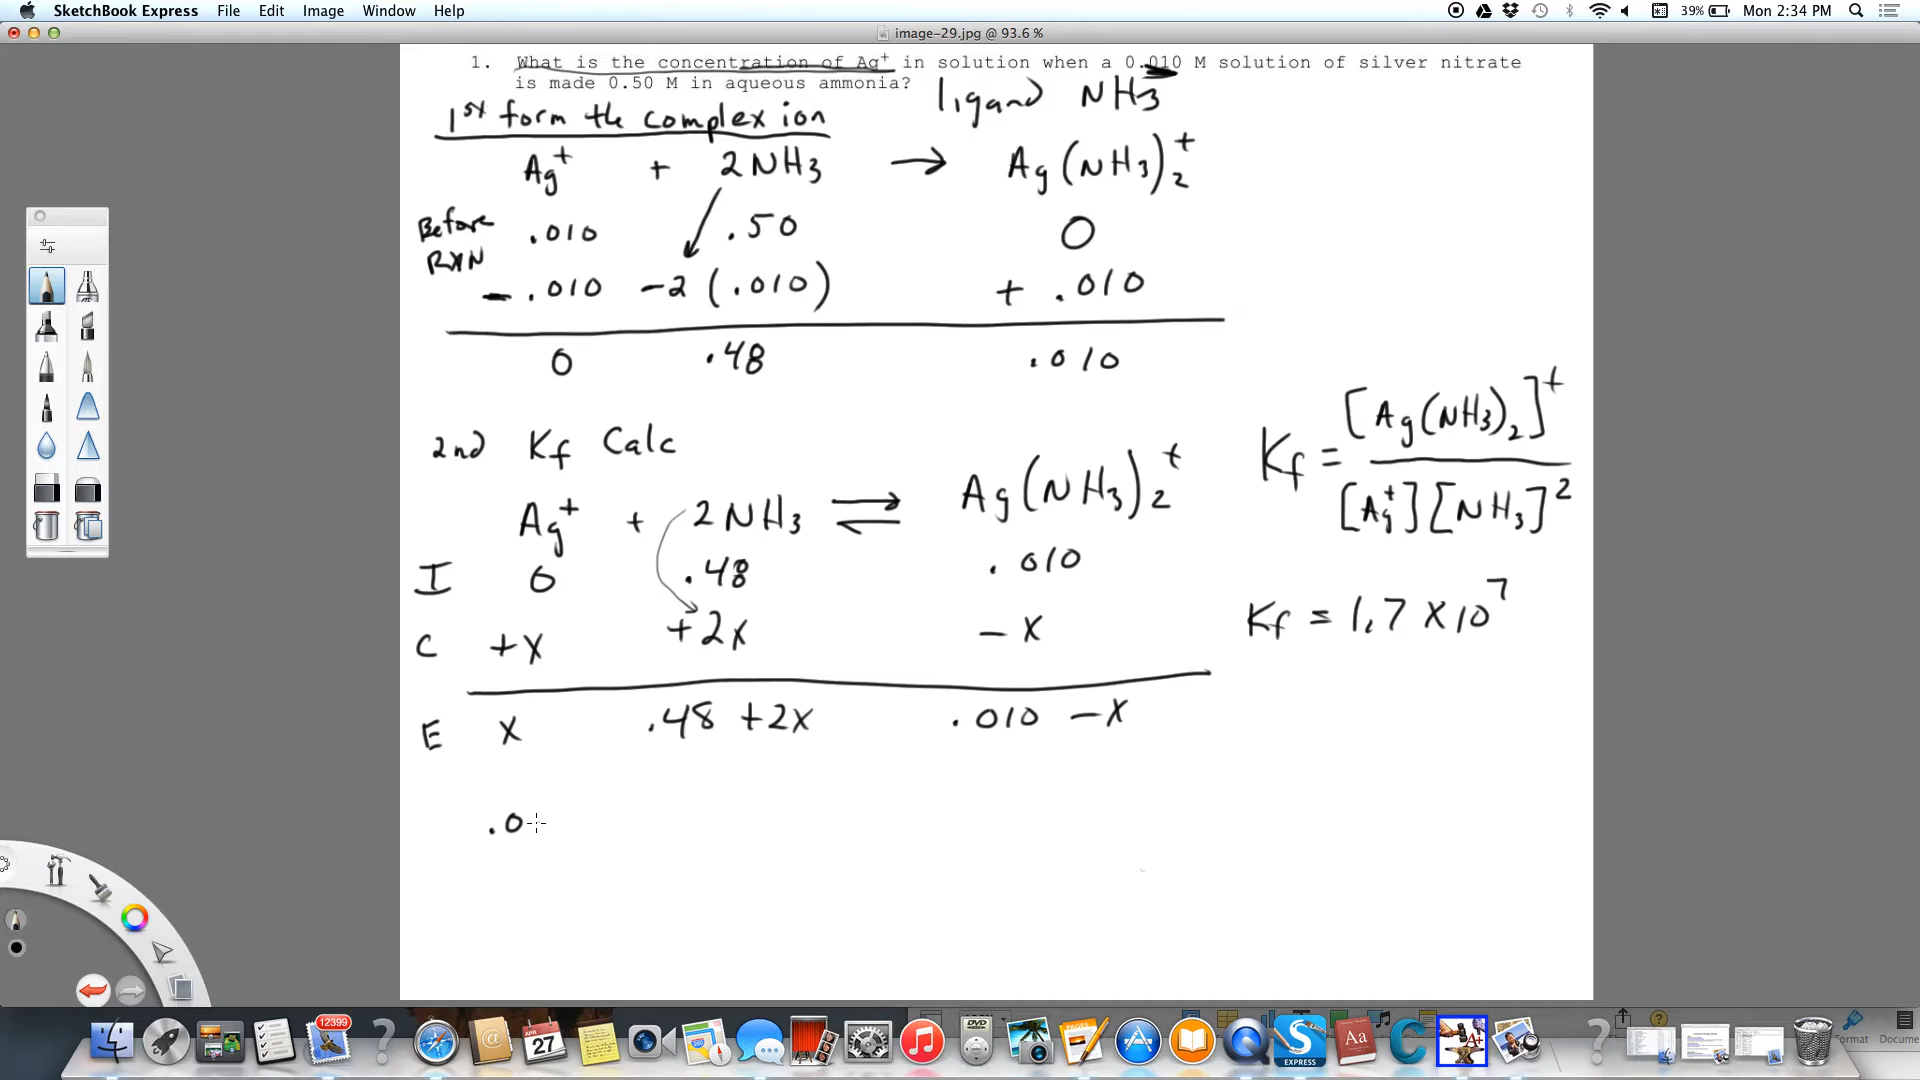 SketchBook Express File Edit Image Window Help 39% Mon 2:34 PM
image-29.jpg @ 93.6 %
1. What is the concentration of Ag+ in solution when a 0.010 M solution of silver nitrate
is made 0.50 M in aqueous ammonia?
ligand NH3
1st form the complex ion
Ag+ + 2NH3 → Ag(NH3)2+
Before RXN .010 .50 0
- .010 -2(.010) + .010
0 .48 .010
2nd Kf Calc
Kf = [Ag(NH3)2]+ / [Ag+][NH3]2
Ag+ + 2NH3 ⇌ Ag(NH3)2+
I 0 .48 .010
C +X +2X - X
Kf = 1.7 X10 7
E X .48 +2X .010 -X
.0
12399
APR
27
DVD
PAGES
EXPRESS
Aa
A+
Format Docume